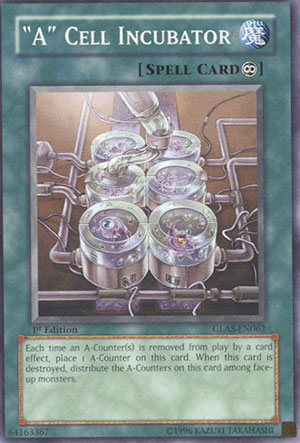 "A" CELL INCUBATOR
[SPELL CARD]
1st Edition
GLAS-EN062
Each time an A-Counter(s) is removed from play by a card
effect, place 1 A-Counter on this card. When this card is
destroyed, distribute the A-Counters on this card among face-
up monsters.
64163367
©1996 KAZUKI TAKAHASHI